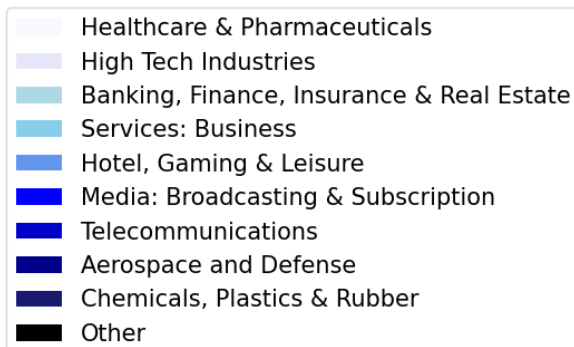 Healthcare & Pharmaceuticals
High Tech Industries
Banking, Finance, Insurance & Real Estate
Services: Business
Hotel, Gaming & Leisure
Media: Broadcasting & Subscription
Telecommunications
Aerospace and Defense
Chemicals, Plastics & Rubber
Other